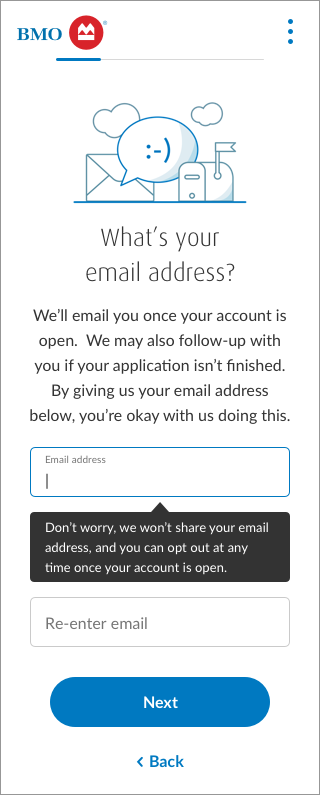 BMO
:-)
What's your
email address?
We'll email you once your account is
open.  We may also follow-up with
you if your application isn't finished.
By giving us your email address
below, you're okay with us doing this.
Email address
Don't worry, we won't share your email
address, and you can opt out at any
time once your account is open.
Re-enter email
Next
Back